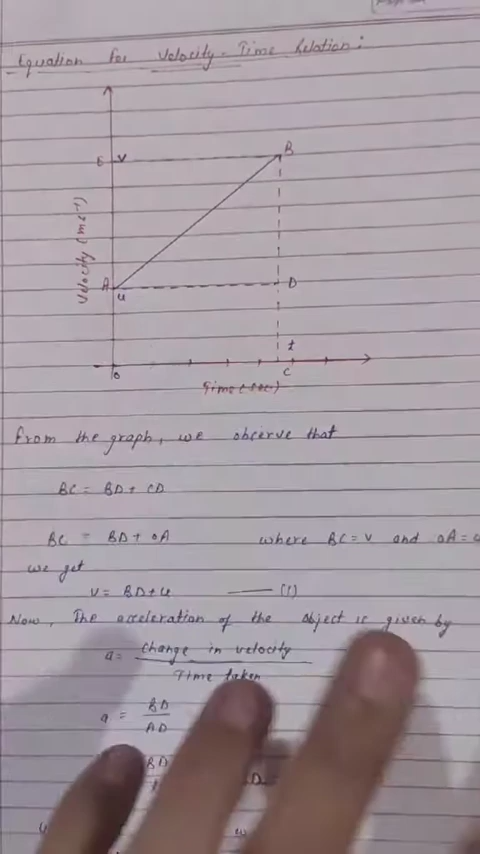 Equation for Velocity-Time Relation:
E V
B
Velocity (ms⁻¹)
A
u
D
t
O
C
Time (sec)
From the graph, we observe that
BC = BD + CD
BC = BD + OA where BC = V and OA = u
we get
V = BD + u —— (1)
Now, The acceleration of the object is given by
a = change in velocity
Time taken
a = BD
AD
BD